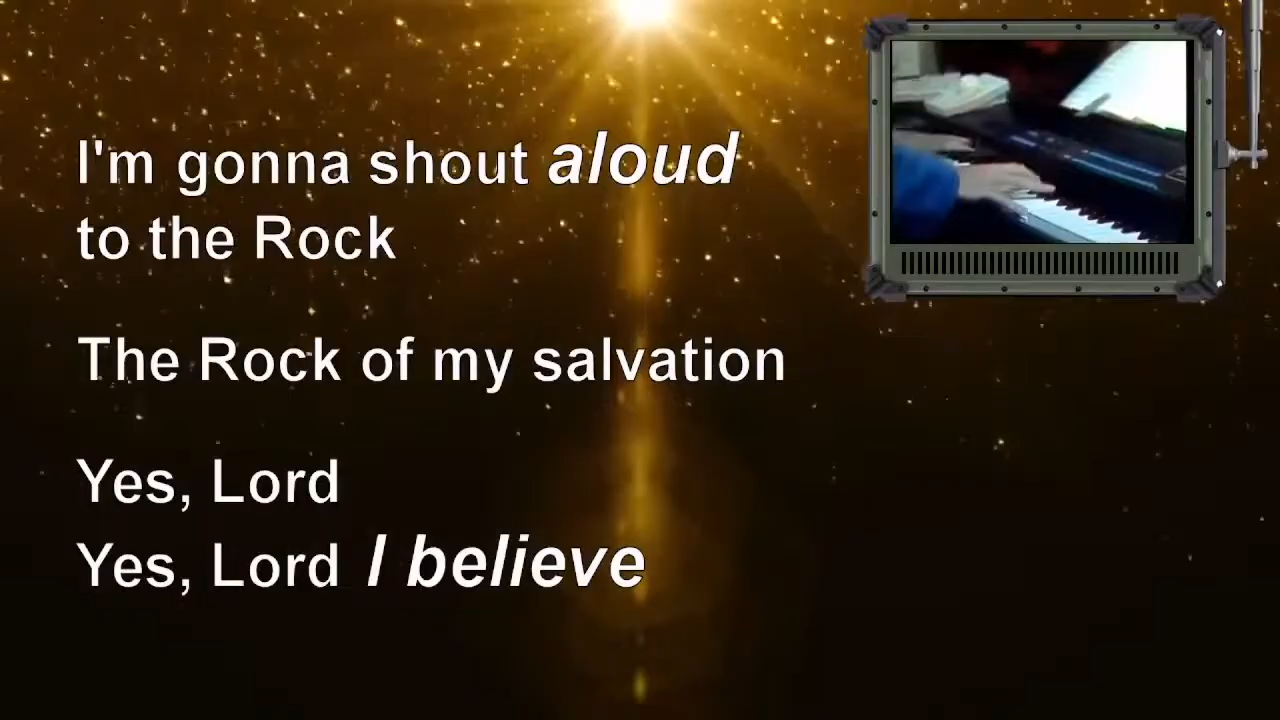 I'm gonna shout aloud
to the Rock
The Rock of my salvation
Yes, Lord
Yes, Lord I believe